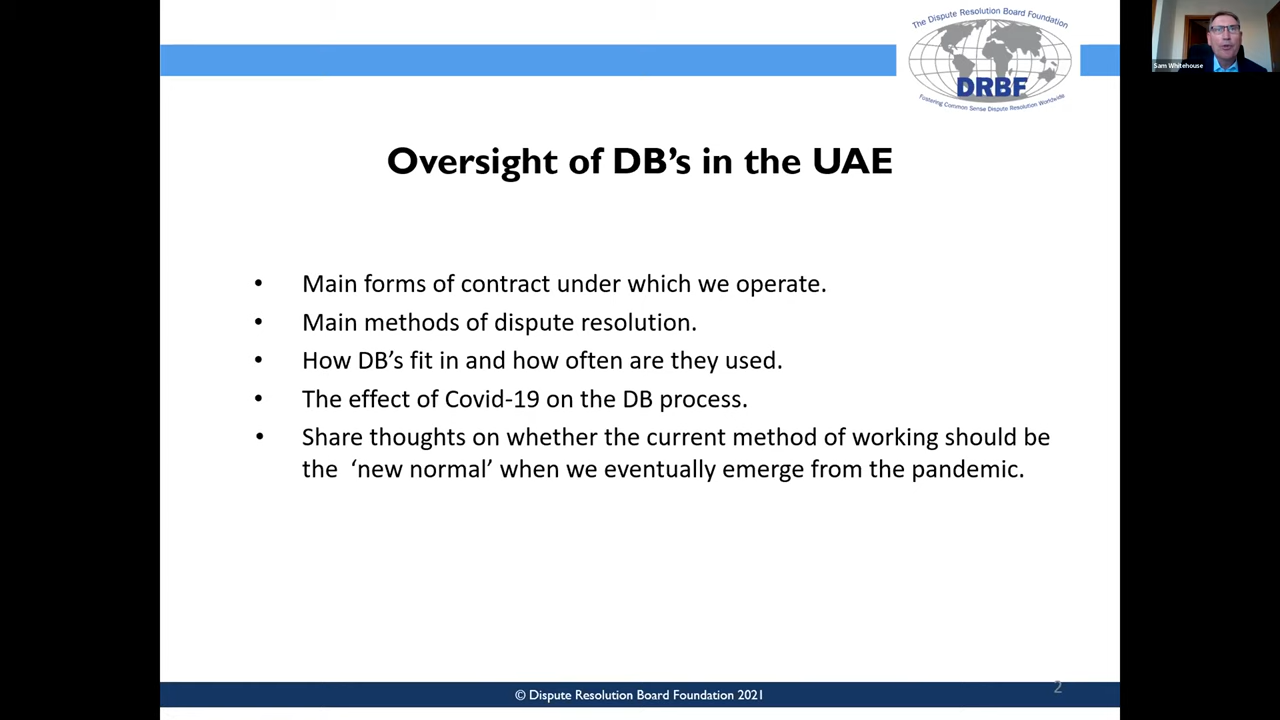 The Dispute Resolution Board Foundation
DRBF
Fostering Common Sense Dispute Resolution Worldwide
Sam Whitehouse
Oversight of DB’s in the UAE
• Main forms of contract under which we operate.
• Main methods of dispute resolution.
• How DB’s fit in and how often are they used.
• The effect of Covid-19 on the DB process.
• Share thoughts on whether the current method of working should be
the ‘new normal’ when we eventually emerge from the pandemic.
© Dispute Resolution Board Foundation 2021
2